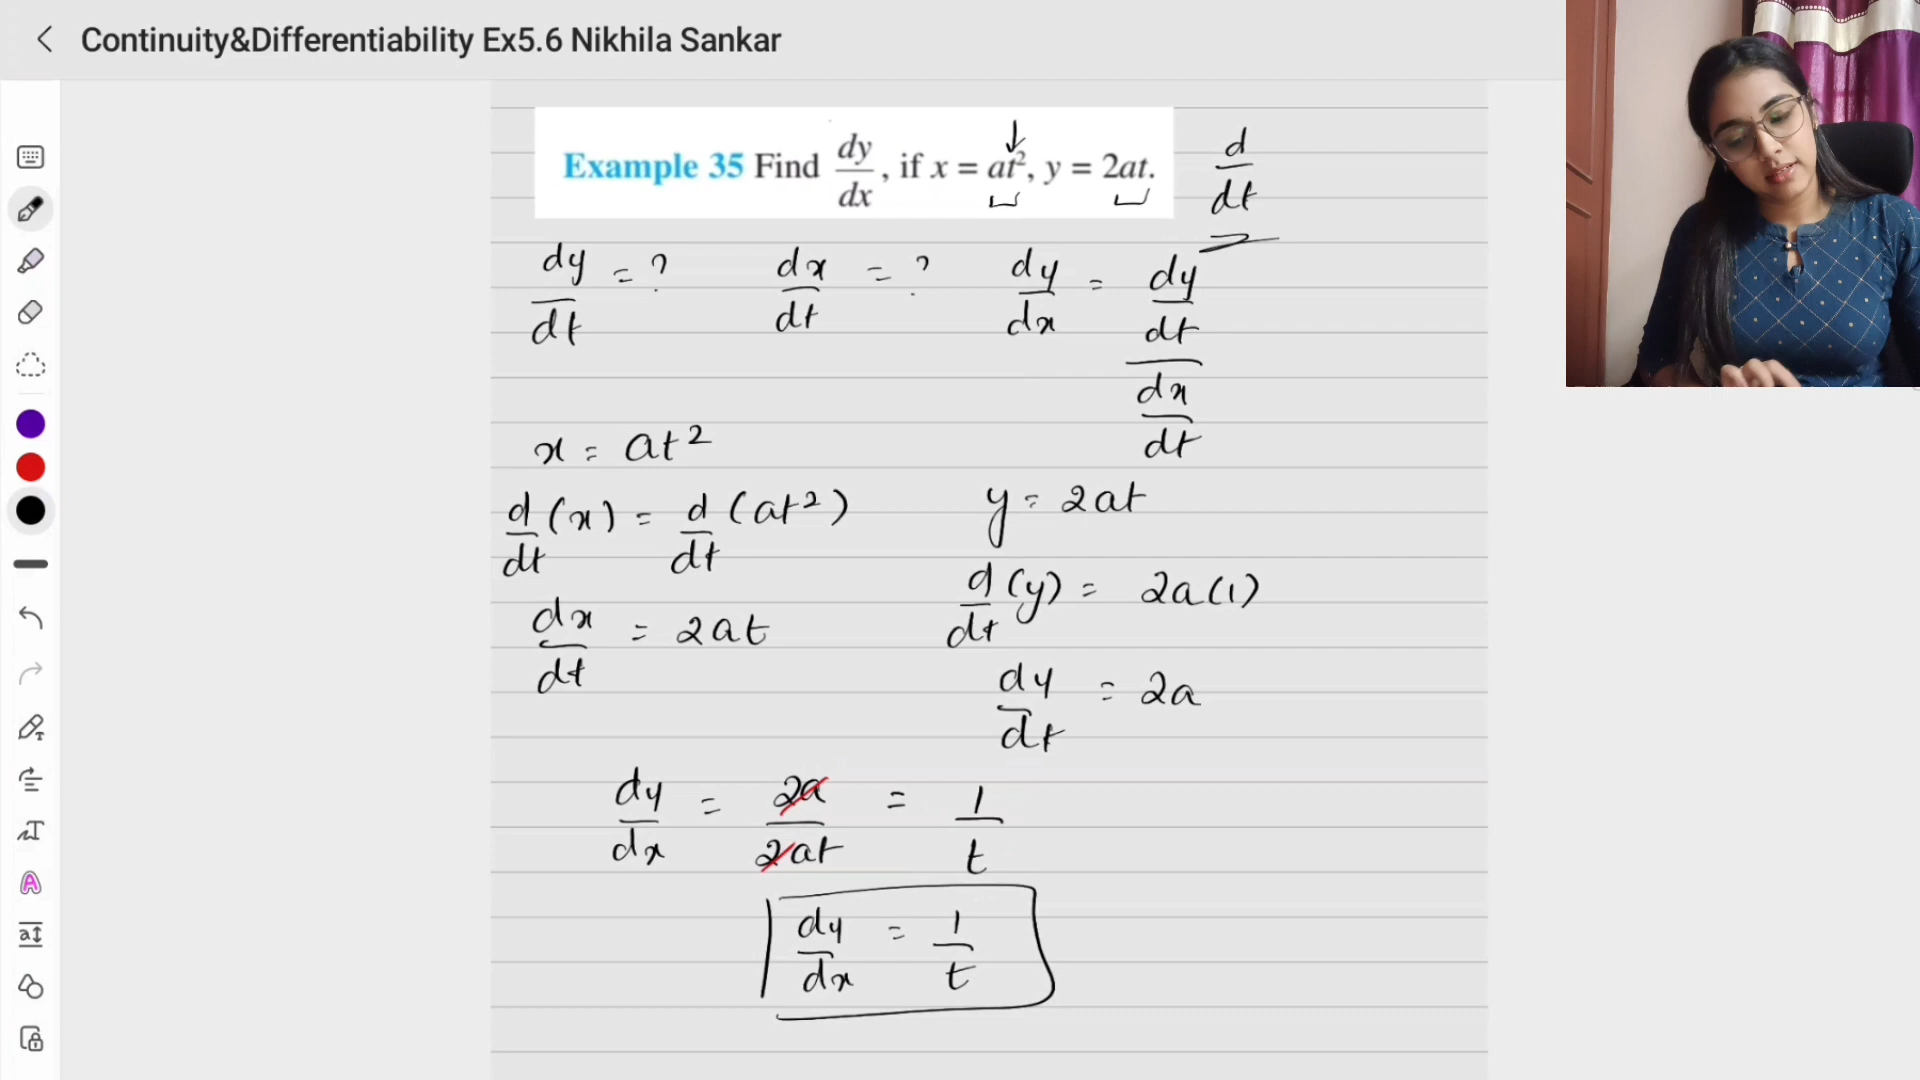 Continuity&Differentiability Ex5.6 Nikhila Sankar
Example 35 Find dy/dx, if x = at², y = 2at.
d/dt
dy/dt = ? dx/dt = ? dy/dx = dy/dt / dx/dt
x = at²
d/dt (x) = d/dt (at²)
dx/dt = 2at
y = 2at
d/dt (y) = 2a(1)
dy/dt = 2a
dy/dx = 2a/2at = 1/t
dy/dx = 1/t